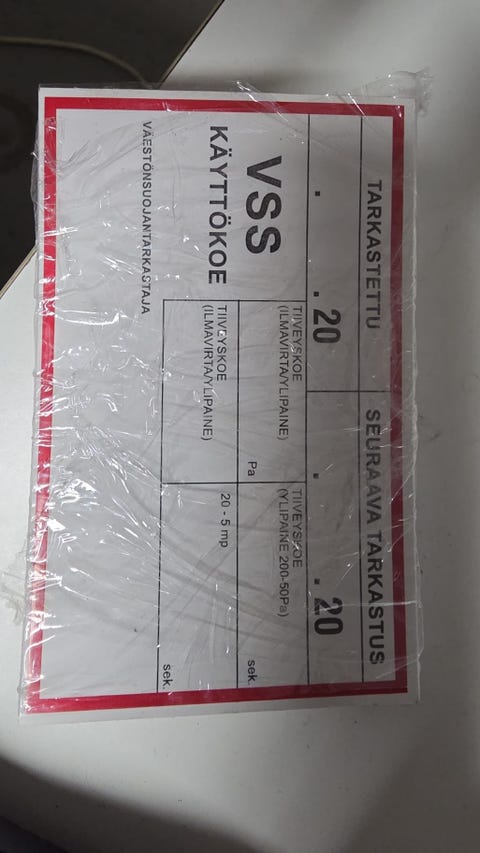 TARKASTETTU
SEURAAVA TARKASTUS
. . 20
. . 20
VSS
KÄYTTÖKOE
TIIVEYSKOE
(ILMAVIRTA/YLIPAINE)
Pa
TIIVEYSKOE
(YLIPAINE 200-50Pa)
sek.
TIIVEYSKOE
(ILMAVIRTA/YLIPAINE)
20 - 5 mp
sek.
VÄESTÖNSUOJANTARKASTAJA